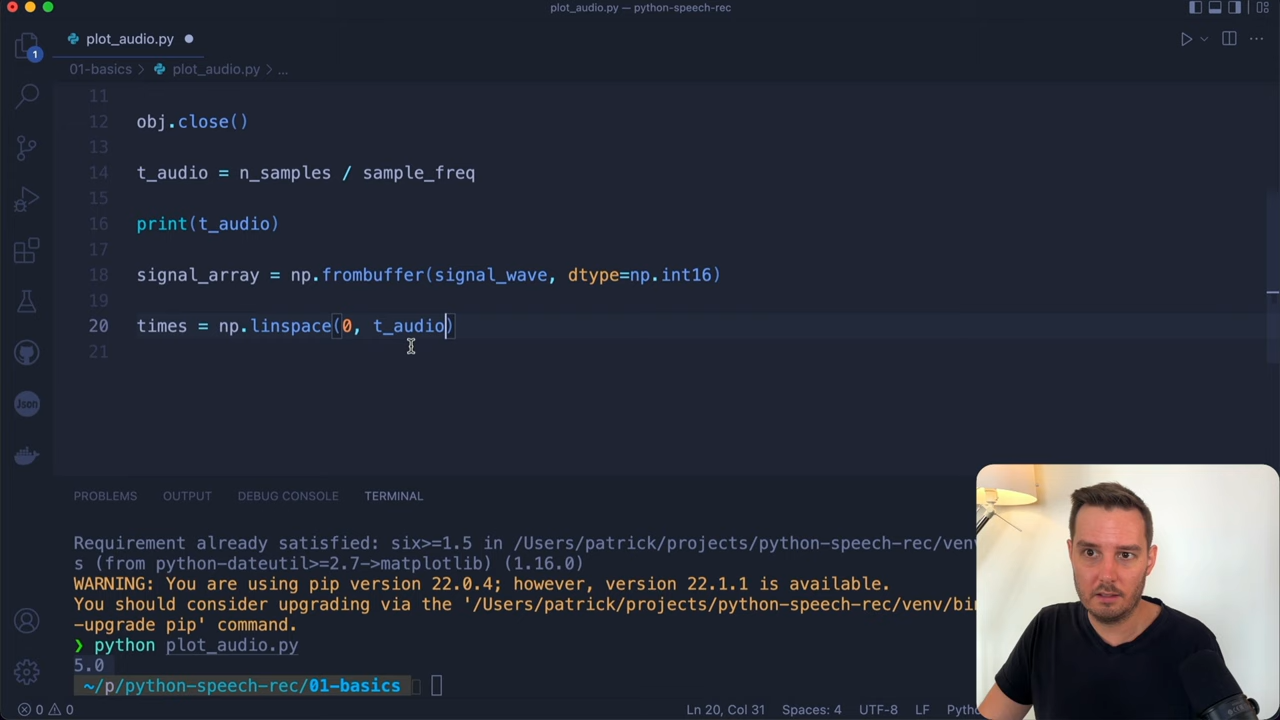 plot_audio.py — python-speech-rec
plot_audio.py
1
01-basics > plot_audio.py > ...
11
12 obj.close()
13
14 t_audio = n_samples / sample_freq
15
16 print(t_audio)
17
18 signal_array = np.frombuffer(signal_wave, dtype=np.int16)
19
20 times = np.linspace(0, t_audio)
21
Json
PROBLEMS OUTPUT DEBUG CONSOLE TERMINAL
Requirement already satisfied: six>=1.5 in /Users/patrick/projects/python-speech-rec/ven
s (from python-dateutil>=2.7->matplotlib) (1.16.0)
WARNING: You are using pip version 22.0.4; however, version 22.1.1 is available.
You should consider upgrading via the '/Users/patrick/projects/python-speech-rec/venv/bin
-upgrade pip' command.
❯ python plot_audio.py
5.0
~/p/python-speech-rec/01-basics
0 0 Ln 20, Col 31 Spaces: 4 UTF-8 LF Pytho